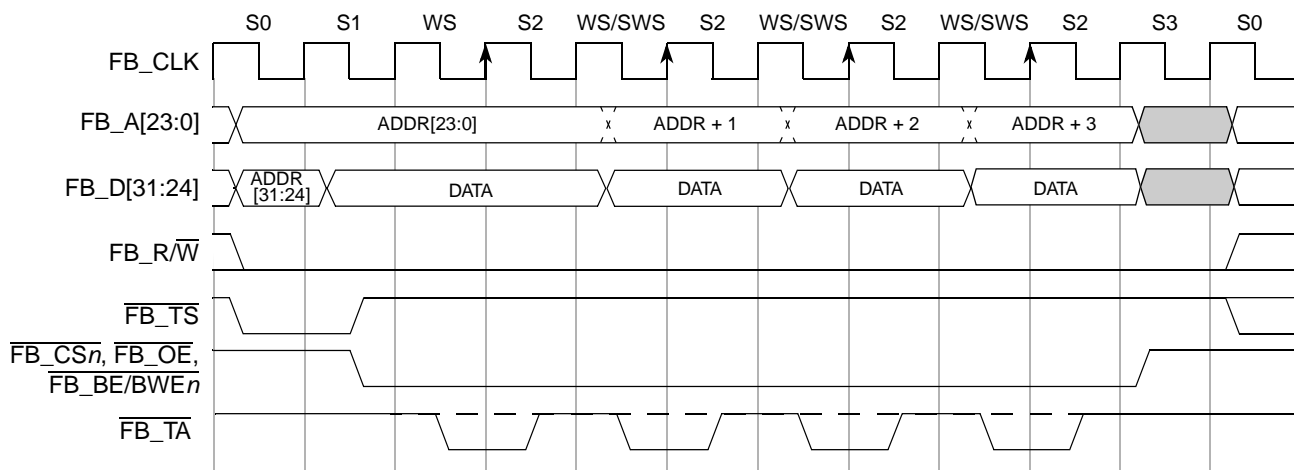 S0 S1 WS S2 WS/SWS S2 WS/SWS S2 WS/SWS S2 S3 S0
FB_CLK
FB_A[23:0] ADDR[23:0] x ADDR + 1 x ADDR + 2 x ADDR + 3
FB_D[31:24] ADDR [31:24] DATA DATA DATA DATA
FB_R/W
FB_TS
FB_CSn, FB_OE,
FB_BE/BWEn
FB_TA